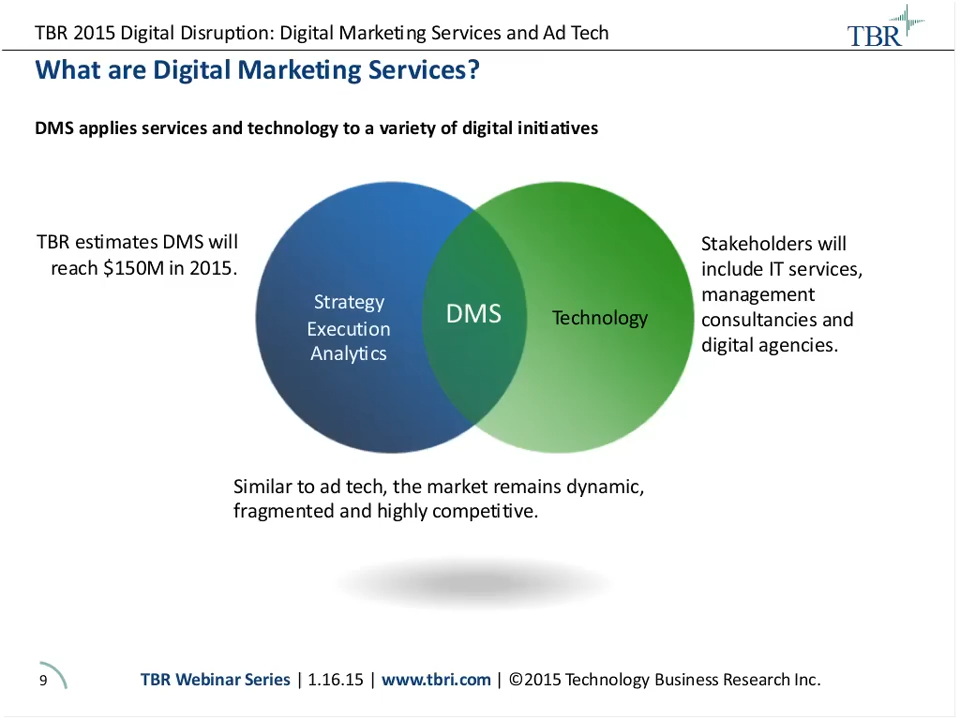 TBR 2015 Digital Disruption: Digital Marketing Services and Ad Tech
TBR
What are Digital Marketing Services?
DMS applies services and technology to a variety of digital initiatives
TBR estimates DMS will
reach $150M in 2015.
Strategy
Execution
Analytics
DMS
Technology
Stakeholders will
include IT services,
management
consultancies and
digital agencies.
Similar to ad tech, the market remains dynamic,
fragmented and highly competitive.
9
TBR Webinar Series | 1.16.15 | www.tbri.com | ©2015 Technology Business Research Inc.